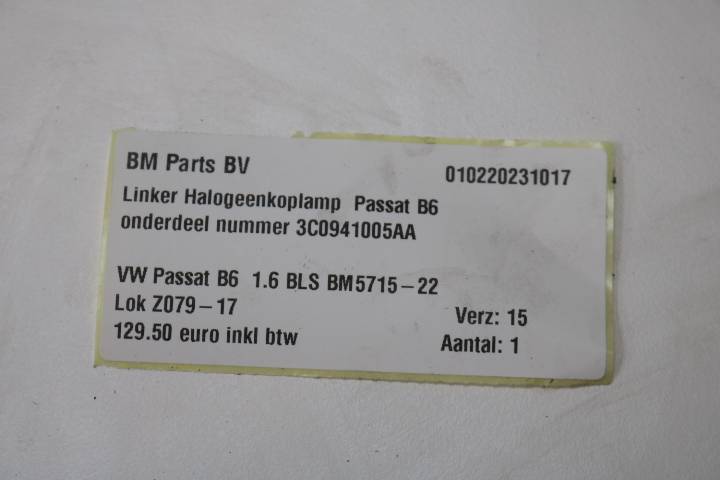 BM Parts BV 010220231017
Linker Halogeenkoplamp Passat B6
onderdeel nummer 3C0941005AA
VW Passat B6 1.6 BLS BM5715-22
Lok Z079-17 Verz: 15
129.50 euro inkl btw Aantal: 1